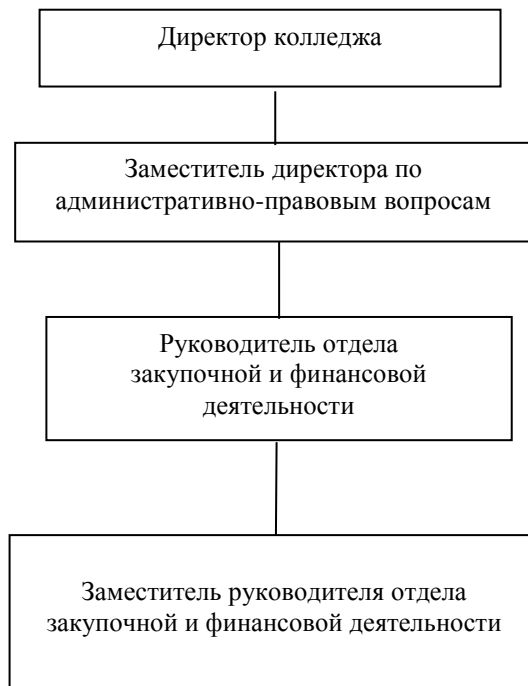 Директор колледжа
Заместитель директора по
административно-правовым вопросам
Руководитель отдела
закупочной и финансовой
деятельности
Заместитель руководителя отдела
закупочной и финансовой деятельности